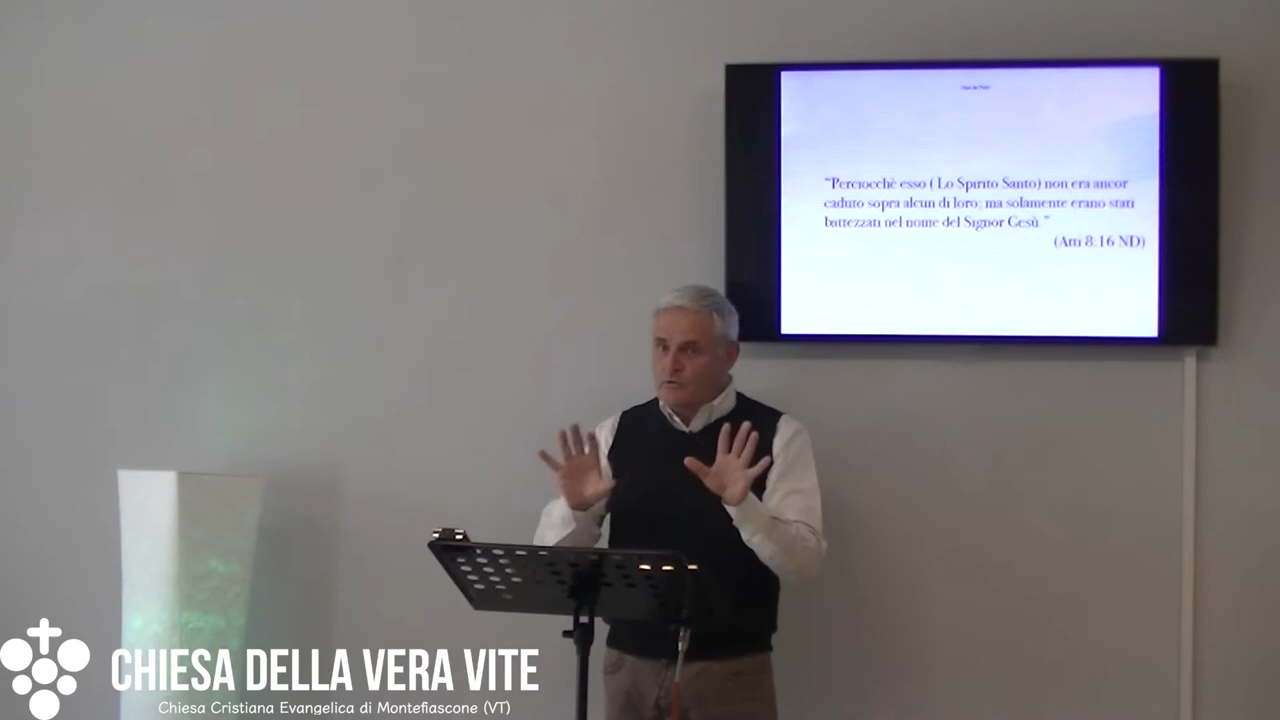 “Perciocchè esso ( Lo Spirito Santo) non era ancor
caduto sopra alcun di loro; ma solamente erano stati
battezzati nel nome del Signor Gesù.”
(Atti 8:16 ND)
CHIESA DELLA VERA VITE
Chiesa Cristiana Evangelica di Montefiascone (VT)